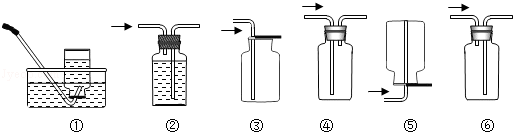 ① ② ③ ④ ⑤ ⑥